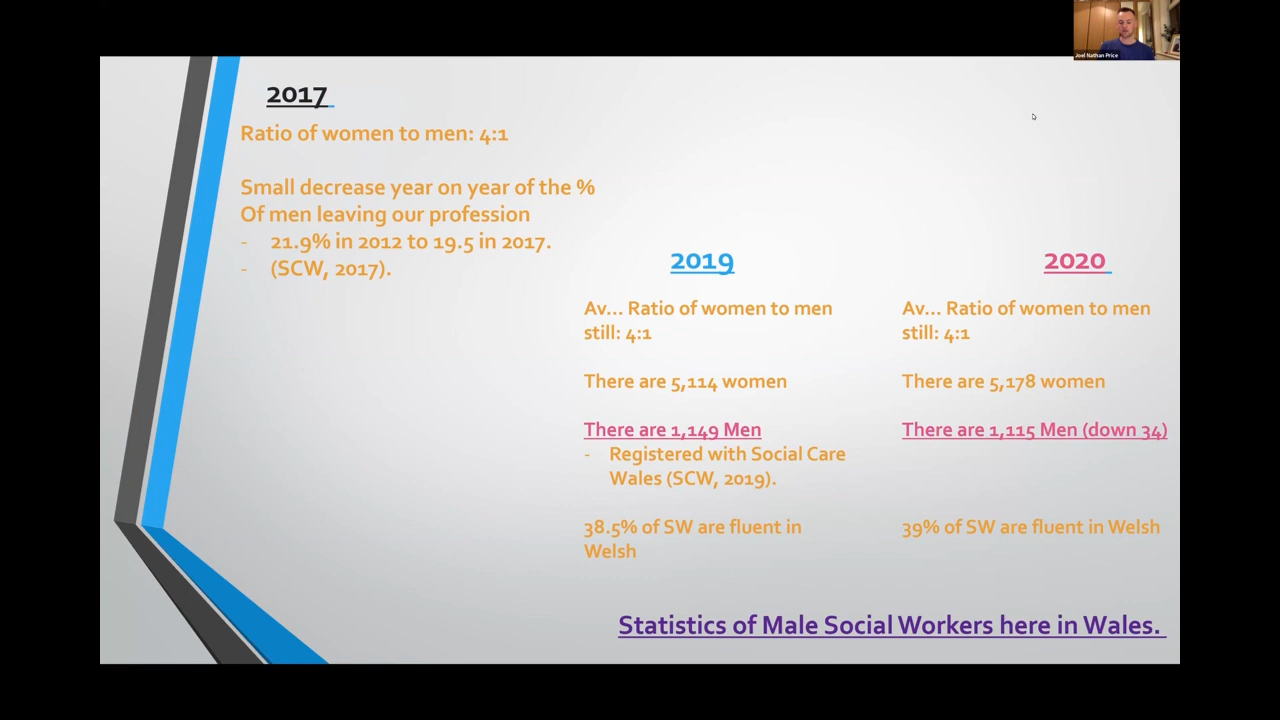 Joel Nathan Price
2017
Ratio of women to men: 4:1
Small decrease year on year of the %
Of men leaving our profession
- 21.9% in 2012 to 19.5 in 2017.
- (SCW, 2017).
2019
Av... Ratio of women to men
still: 4:1
There are 5,114 women
There are 1,149 Men
- Registered with Social Care
Wales (SCW, 2019).
38.5% of SW are fluent in
Welsh
2020
Av... Ratio of women to men
still: 4:1
There are 5,178 women
There are 1,115 Men (down 34)
39% of SW are fluent in Welsh
Statistics of Male Social Workers here in Wales.